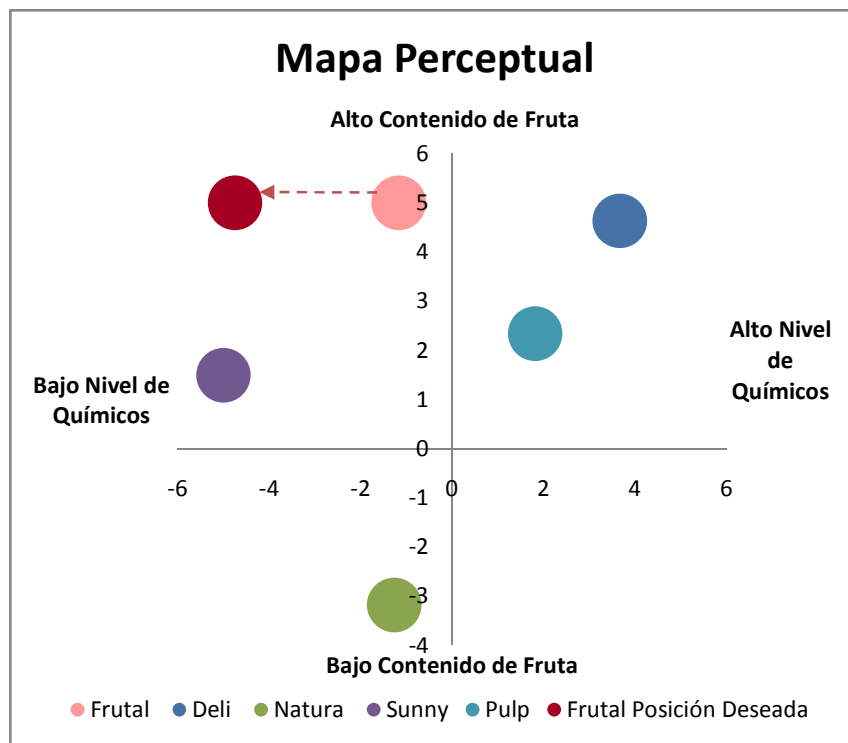 Mapa Perceptual
Alto Contenido de Fruta
6
5
4
3
2
1
0
-1
-2
-3
-4
-6
-4
-2
0
2
4
6
Bajo Nivel de
Químicos
Alto Nivel
de
Químicos
Bajo Contenido de Fruta
Frutal Deli Natura Sunny Pulp Frutal Posición Deseada